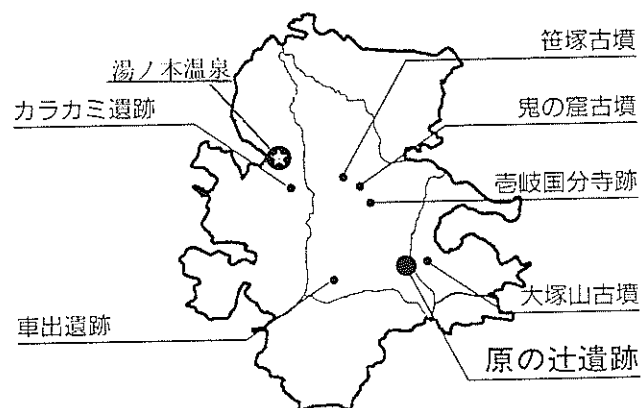 笹塚古墳
湯ノ本温泉
カラカミ遺跡
鬼の窟古墳
壱岐国分寺跡
大塚山古墳
車出遺跡
原の辻遺跡